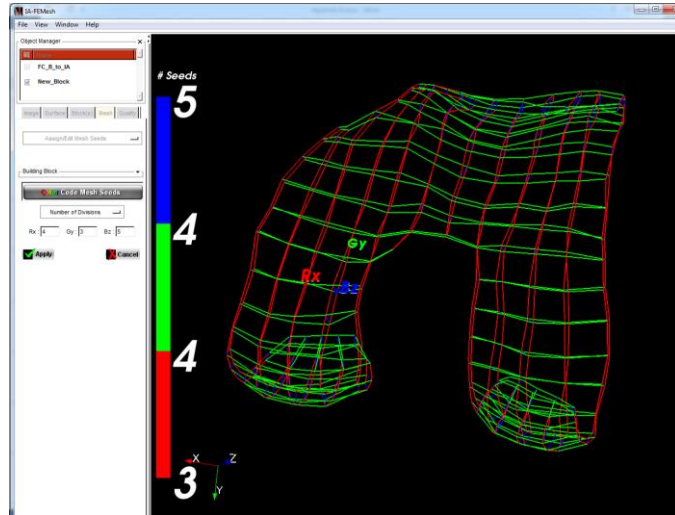 IA-FEMesh
File View Window Help
Object Manager
FC_B_to_IA
New_Block
Image Surface Block(s) Mesh Quality
Assign/Edit Mesh Seeds
Building Block
Color Code Mesh Seeds
Number of Divisions
Rx: 4 Gy: 3 Bz: 5
Apply Cancel
# Seeds
5
4
4
3
Gy
Rx
Bz
X Z
Y